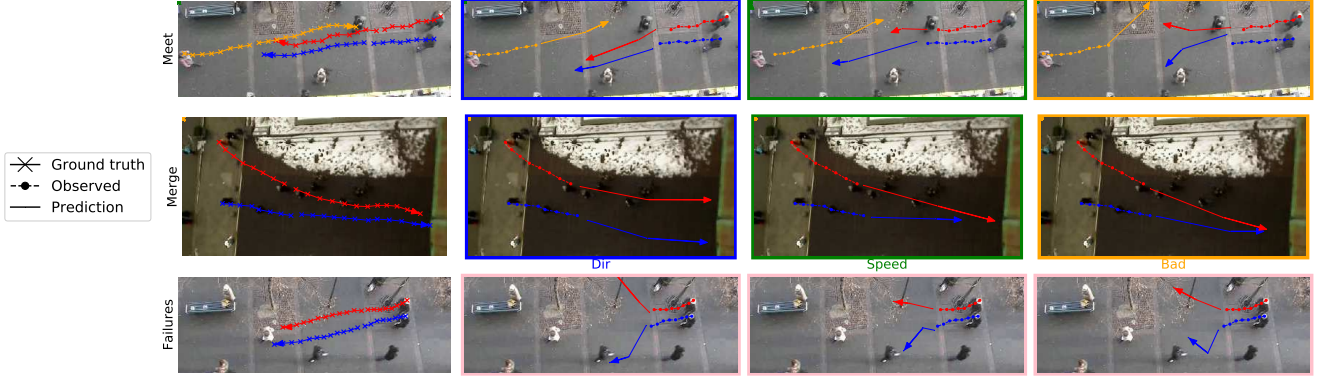 Meet
Ground truth
Observed
Prediction
Merge
Dir
Speed
Bad
Failures